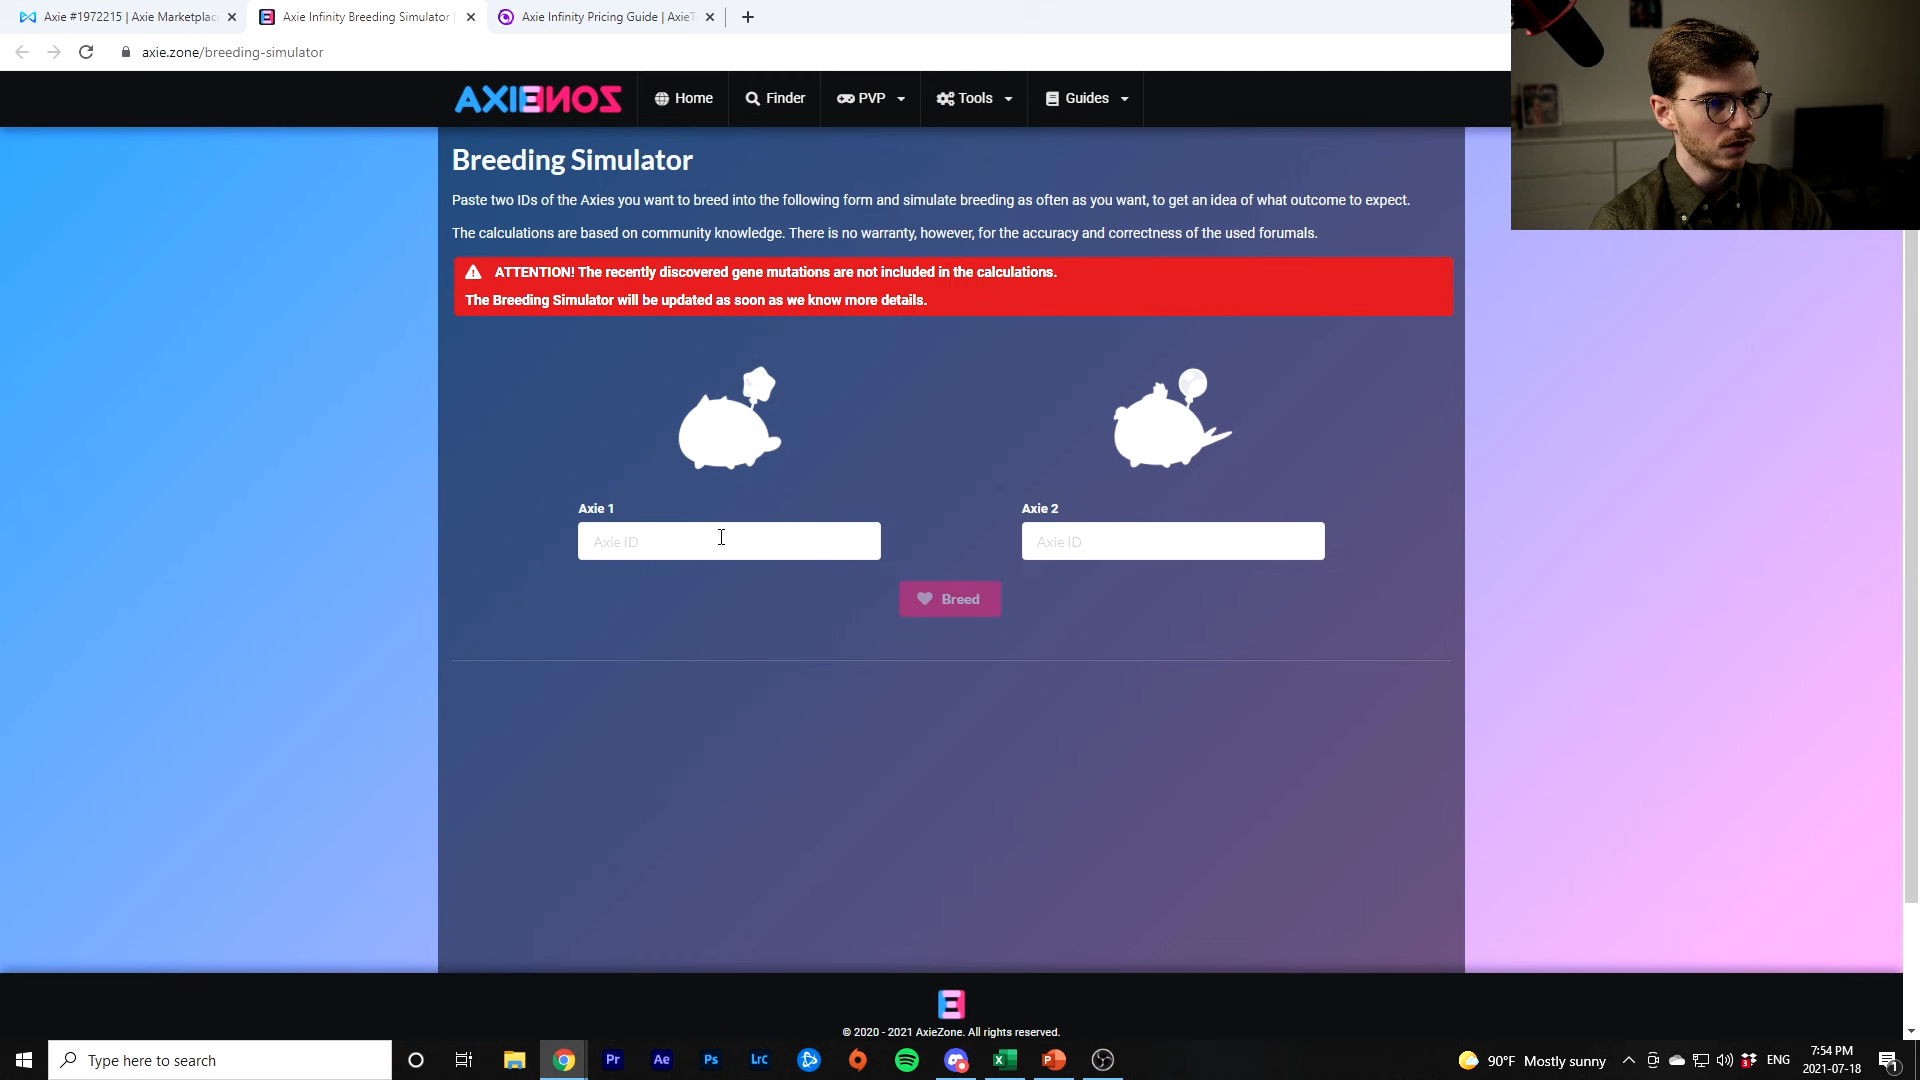 Axie #1972215 | Axie Marketplac
Axie Infinity Breeding Simulator |
Axie Infinity Pricing Guide | AxieT
axie.zone/breeding-simulator
AXIEZONE
Home
Finder
PVP
Tools
Guides
Breeding Simulator
Paste two IDs of the Axies you want to breed into the following form and simulate breeding as often as you want, to get an idea of what outcome to expect.
The calculations are based on community knowledge. There is no warranty, however, for the accuracy and correctness of the used forumals.
ATTENTION! The recently discovered gene mutations are not included in the calculations.
The Breeding Simulator will be updated as soon as we know more details.
Axie 1
Axie 2
Axie ID
Axie ID
Breed
© 2020 - 2021 AxieZone. All rights reserved.
Type here to search
Pr
Ae
Ps
Lrc
90°F Mostly sunny
ENG
7:54 PM
2021-07-18
1